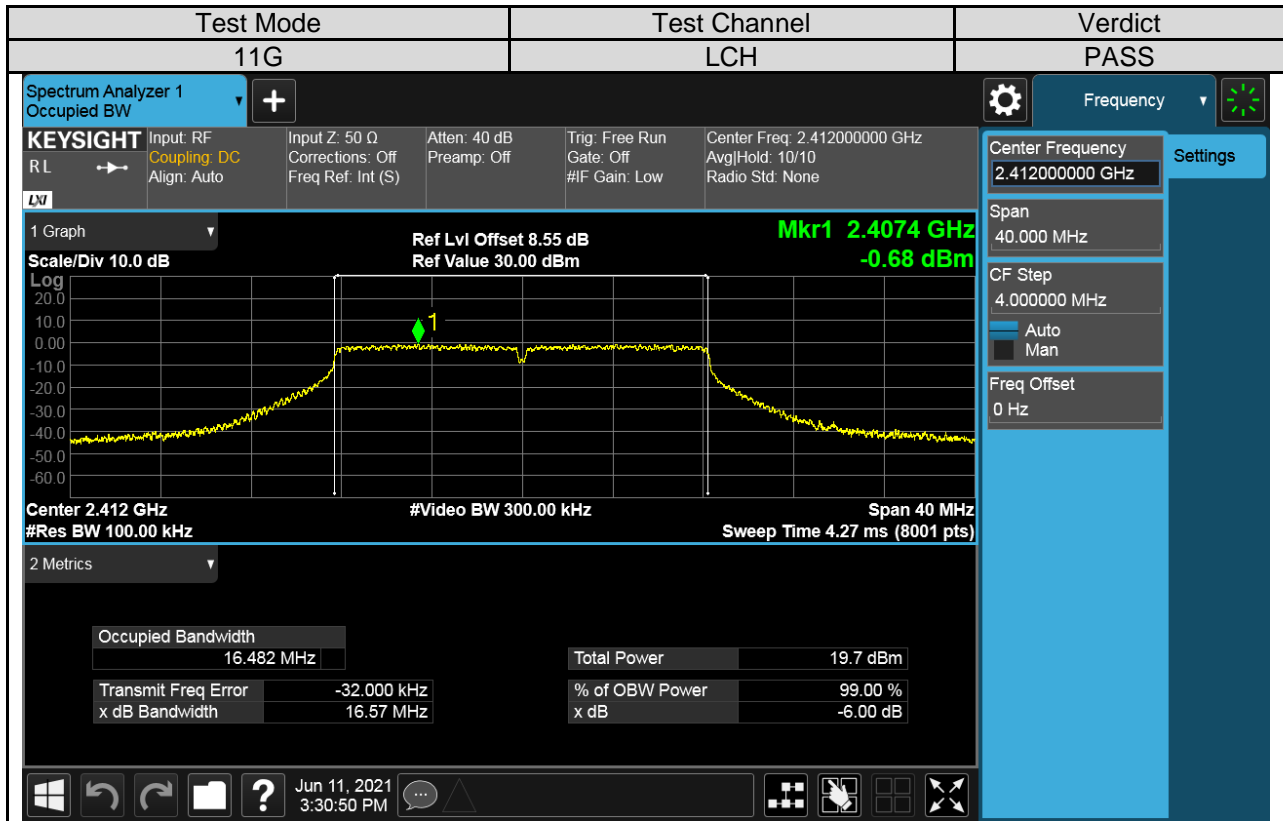 Test Mode Test Channel Verdict
11G LCH PASS
Spectrum Analyzer 1
Occupied BW
+
Frequency
KEYSIGHT Input: RF Input Z: 50 Ω Atten: 40 dB Trig: Free Run Center Freq: 2.412000000 GHz
RL Coupling: DC Corrections: Off Preamp: Off Gate: Off Avg|Hold: 10/10
Align: Auto Freq Ref: Int (S) #IF Gain: Low Radio Std: None
LXI
Center Frequency
2.412000000 GHz
Settings
Span
40.000 MHz
CF Step
4.000000 MHz
Auto
Man
Freq Offset
0 Hz
1 Graph
Scale/Div 10.0 dB
Ref Lvl Offset 8.55 dB
Ref Value 30.00 dBm
Mkr1 2.4074 GHz
-0.68 dBm
Log
20.0
10.0
0.00
-10.0
-20.0
-30.0
-40.0
-50.0
-60.0
1
Center 2.412 GHz #Video BW 300.00 kHz Span 40 MHz
#Res BW 100.00 kHz Sweep Time 4.27 ms (8001 pts)
2 Metrics
Occupied Bandwidth
16.482 MHz
Total Power 19.7 dBm
Transmit Freq Error -32.000 kHz % of OBW Power 99.00 %
x dB Bandwidth 16.57 MHz x dB -6.00 dB
?
Jun 11, 2021
3:30:50 PM